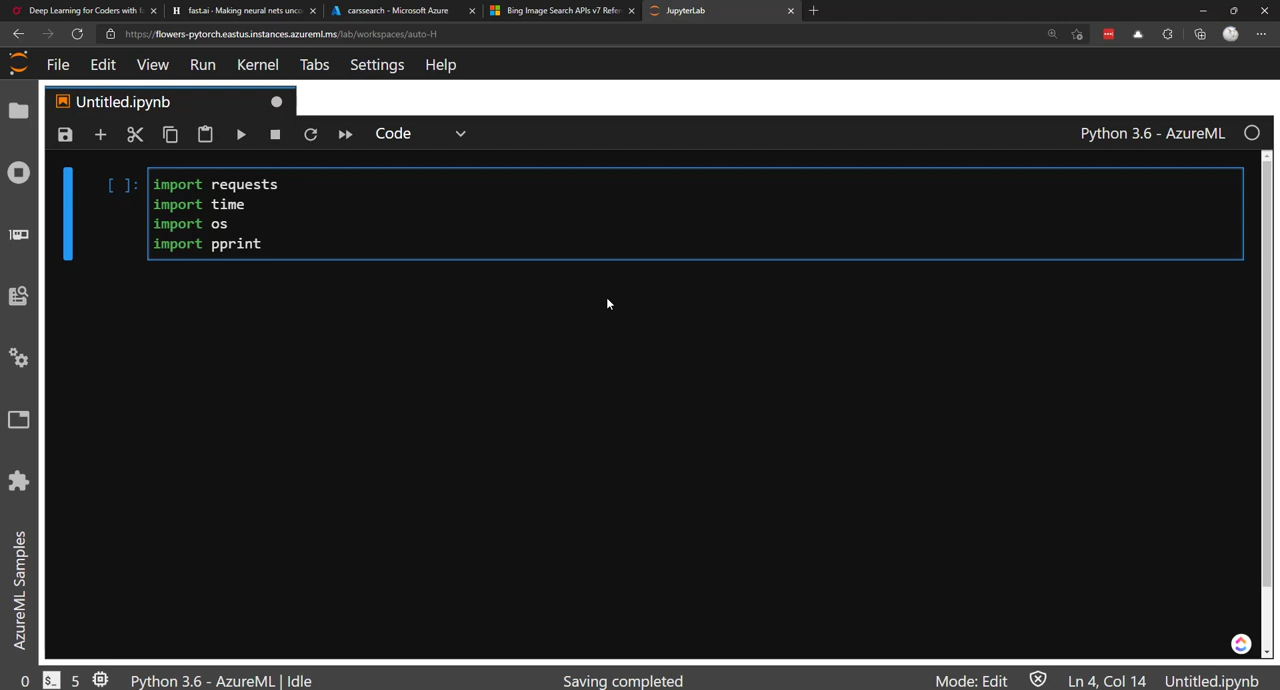 Deep Learning for Coders with fa
fast.ai · Making neural nets unco
carssearch - Microsoft Azure
Bing Image Search APIs v7 Refer
JupyterLab
https://flowers-pytorch.eastus.instances.azureml.ms/lab/workspaces/auto-H
File Edit View Run Kernel Tabs Settings Help
Untitled.ipynb
Code
Python 3.6 - AzureML
[ ]: import requests
import time
import os
import pprint
AzureML Samples
0 $_ 5 Python 3.6 - AzureML | Idle Saving completed Mode: Edit Ln 4, Col 14 Untitled.ipynb